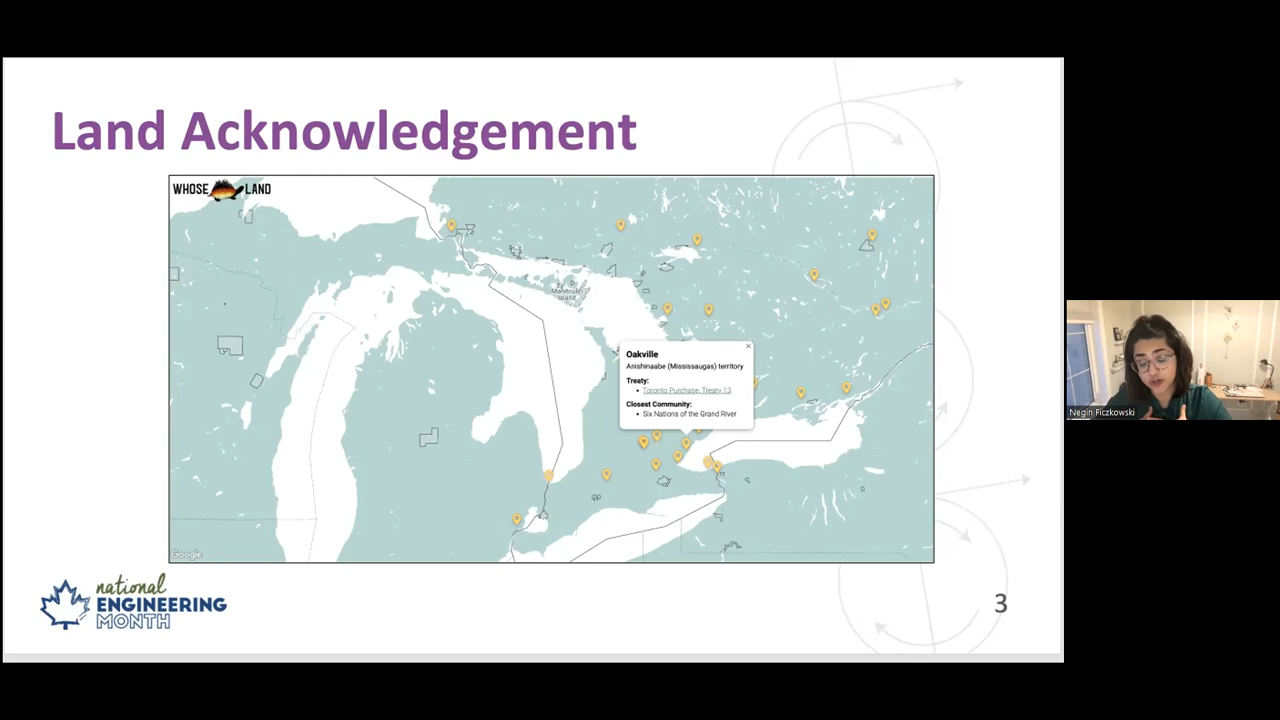 Land Acknowledgement
WHOSE LAND
Manitoulin
Island
Oakville
Anishinaabe (Mississaugas) territory
Treaty:
Toronto Purchase, Treaty 13
Closest Community:
Six Nations of the Grand River
Google
national
ENGINEERING
MONTH
3
Negin Ficzkowski